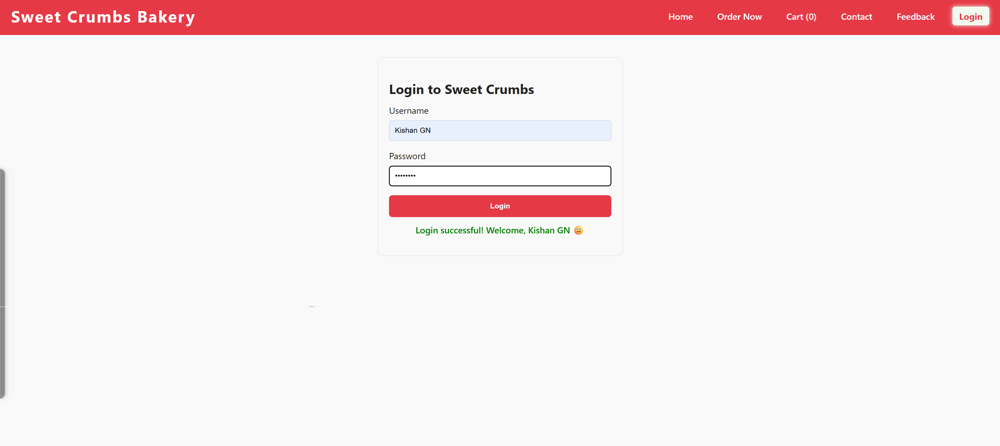 Sweet Crumbs Bakery
Home Order Now Cart (0) Contact Feedback Login
Login to Sweet Crumbs
Username
Kishan GN
Password
••••••••
Login
Login successful! Welcome, Kishan GN 🙂